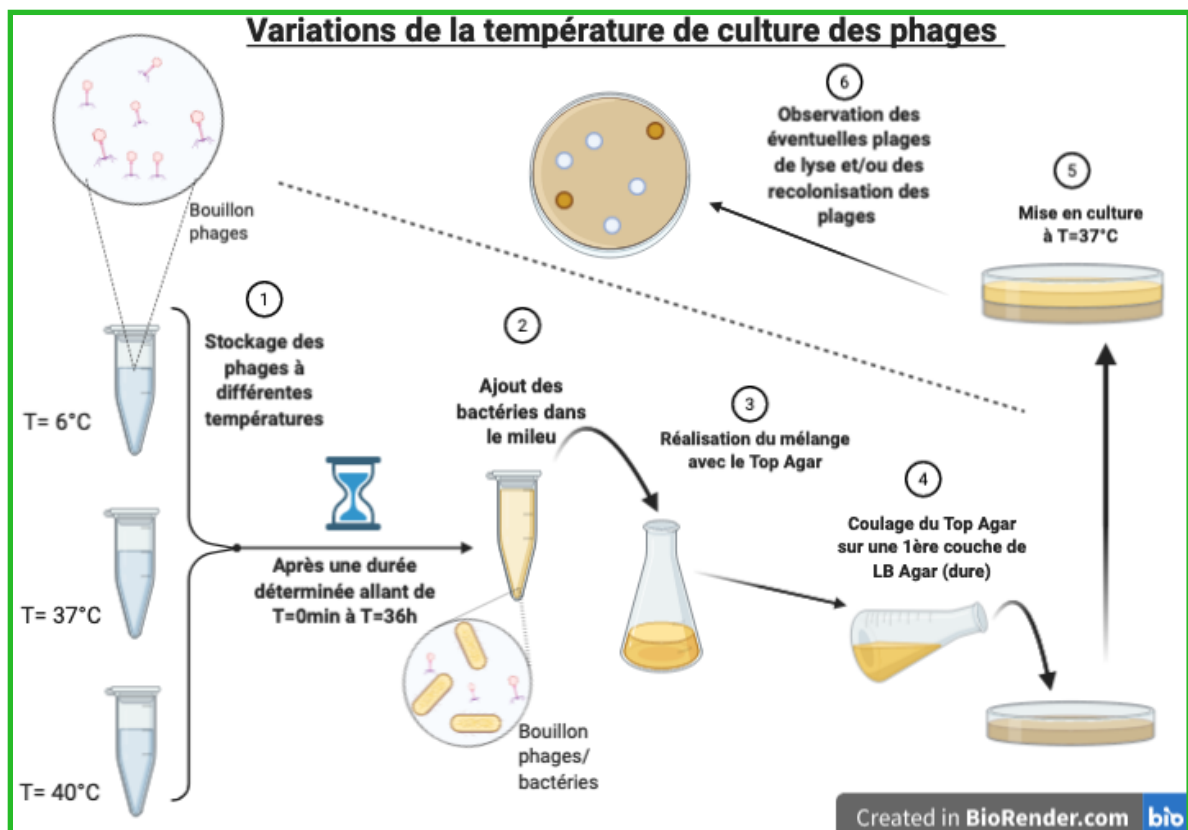 Variations de la température de culture des phages
Bouillon
phages
T= 6°C
T= 37°C
T= 40°C
1
Stockage des
phages à
différentes
températures
Après une durée
déterminée allant de
T=0min à T=36h
2
Ajout des
bactéries dans
le mileu
Bouillon
phages/
bactéries
3
Réalisation du mélange
avec le Top Agar
4
Coulage du Top Agar
sur une 1ère couche de
LB Agar (dure)
5
Mise en culture
à T=37°C
6
Observation des
éventuelles plages
de lyse et/ou des
recolonisation des
plages
Created in BioRender.com bio